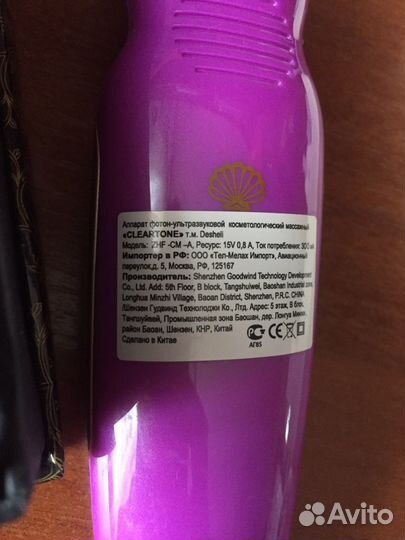 Аппарат фотон-ультразвуковой косметологический массажный
«CLEARTONE» т.м. Desheli
Модель: ZHF -CM –A, Ресурс: 15V 0,8 A, Ток потребления: 300 мА
Импортер в РФ: ООО «Тел-Мелах Импорт», Авиационный
переулок,д. 5, Москва, РФ, 125167
Shenzhen Goodwind Technology Development
Co., Ltd. Add: 5th Floor, B block, Tangshuiwei, Baoshan Industrial zone,
Longhua Minzhi Village, Baoan District, Shenzhen, P.R.C. CHINA
/Шензен Гудвинд Технолоджи Ко., Лтд. Адрес: 5 этаж, В блок,
Тангшуйвей, Промышленная зона Баошан, дер. Лонгуа Минжи,
район Баоан, Шензен, КНР, Китай
Сделано в Китае
АГ85
Avito